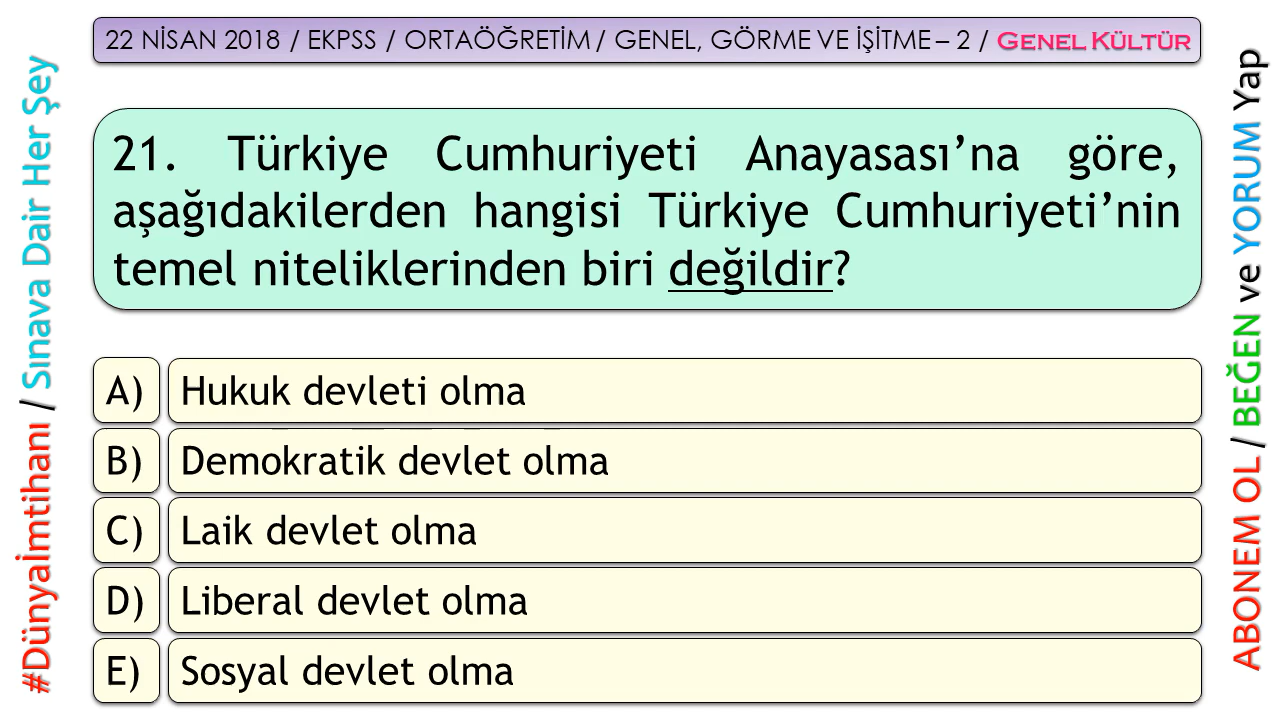 22 NİSAN 2018 / EKPSS / ORTAÖĞRETİM / GENEL, GÖRME VE İŞİTME – 2 / GENEL KÜLTÜR
#Dünyaİmtihanı / Sınava Dair Her Şey
21. Türkiye Cumhuriyeti Anayasası’na göre,
aşağıdakilerden hangisi Türkiye Cumhuriyeti’nin
temel niteliklerinden biri değildir?
A) Hukuk devleti olma
B) Demokratik devlet olma
C) Laik devlet olma
D) Liberal devlet olma
E) Sosyal devlet olma
ABONEM OL / BEĞEN ve YORUM Yap